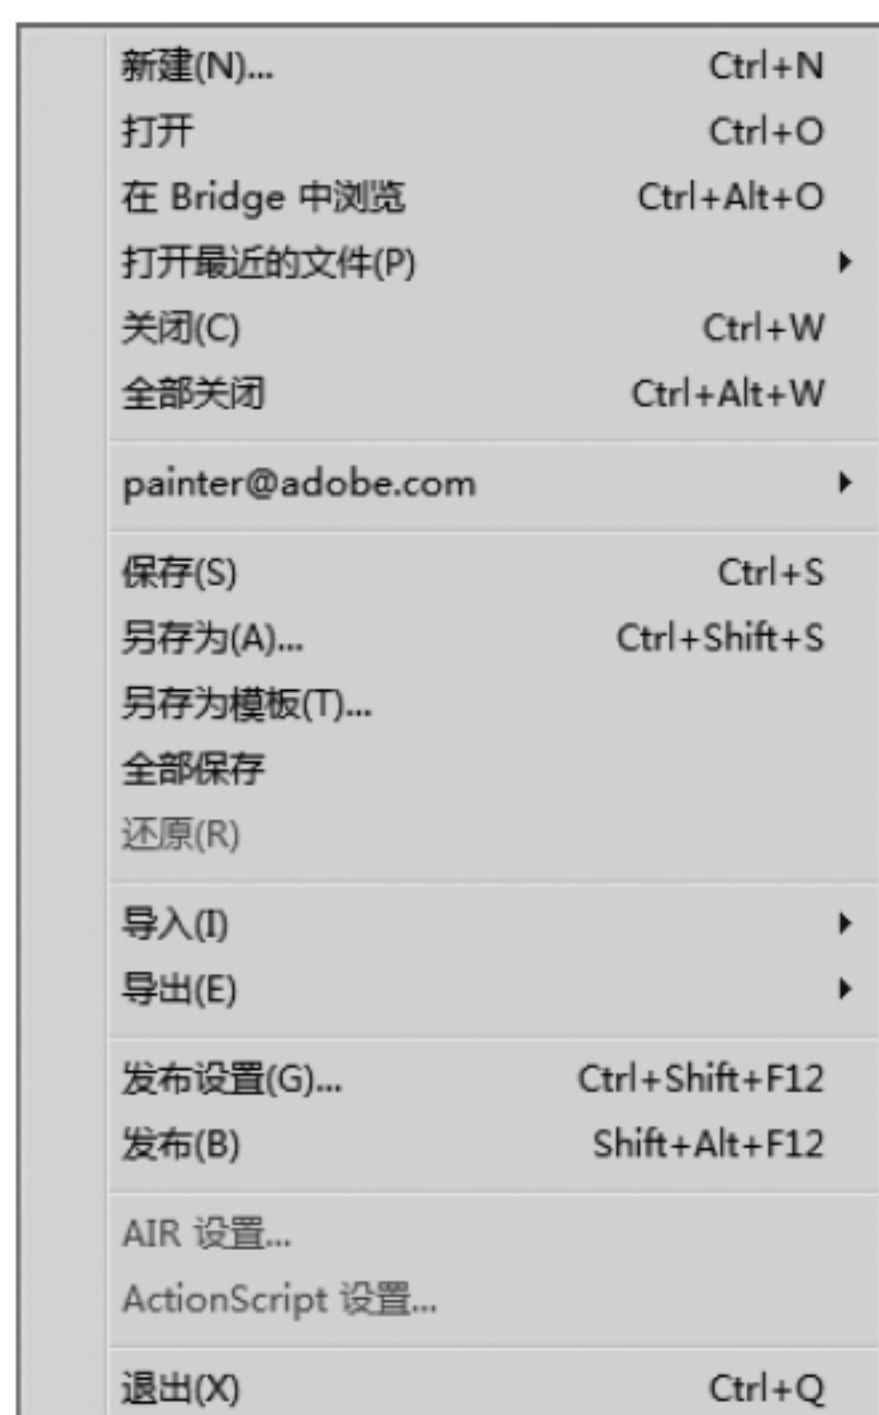 新建(N)... Ctrl+N
打开 Ctrl+O
在 Bridge 中浏览 Ctrl+Alt+O
打开最近的文件(P)
关闭(C) Ctrl+W
全部关闭 Ctrl+Alt+W
painter@adobe.com
保存(S) Ctrl+S
另存为(A)... Ctrl+Shift+S
另存为模板(T)...
全部保存
还原(R)
导入(I)
导出(E)
发布设置(G)... Ctrl+Shift+F12
发布(B) Shift+Alt+F12
AIR 设置...
ActionScript 设置...
退出(X) Ctrl+Q